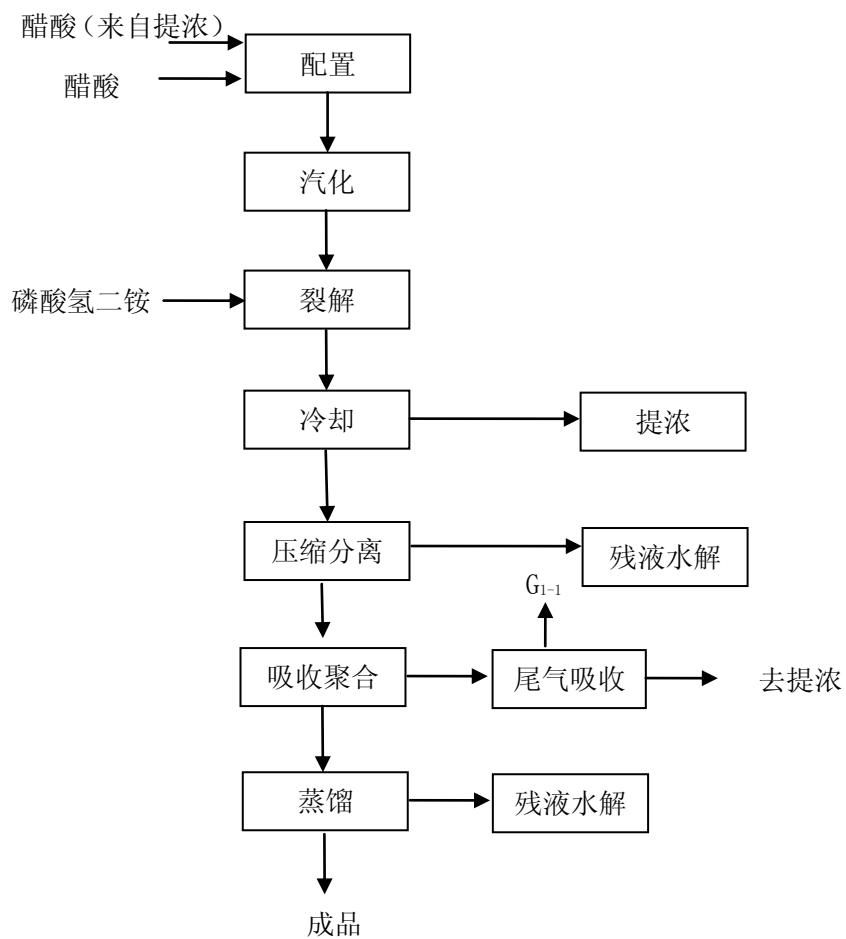 醋酸（来自提浓）
配置
醋酸
汽化
磷酸氢二铵
裂解
冷却
提浓
压缩分离
残液水解
G₁₋₁
吸收聚合
尾气吸收
去提浓
蒸馏
残液水解
成品